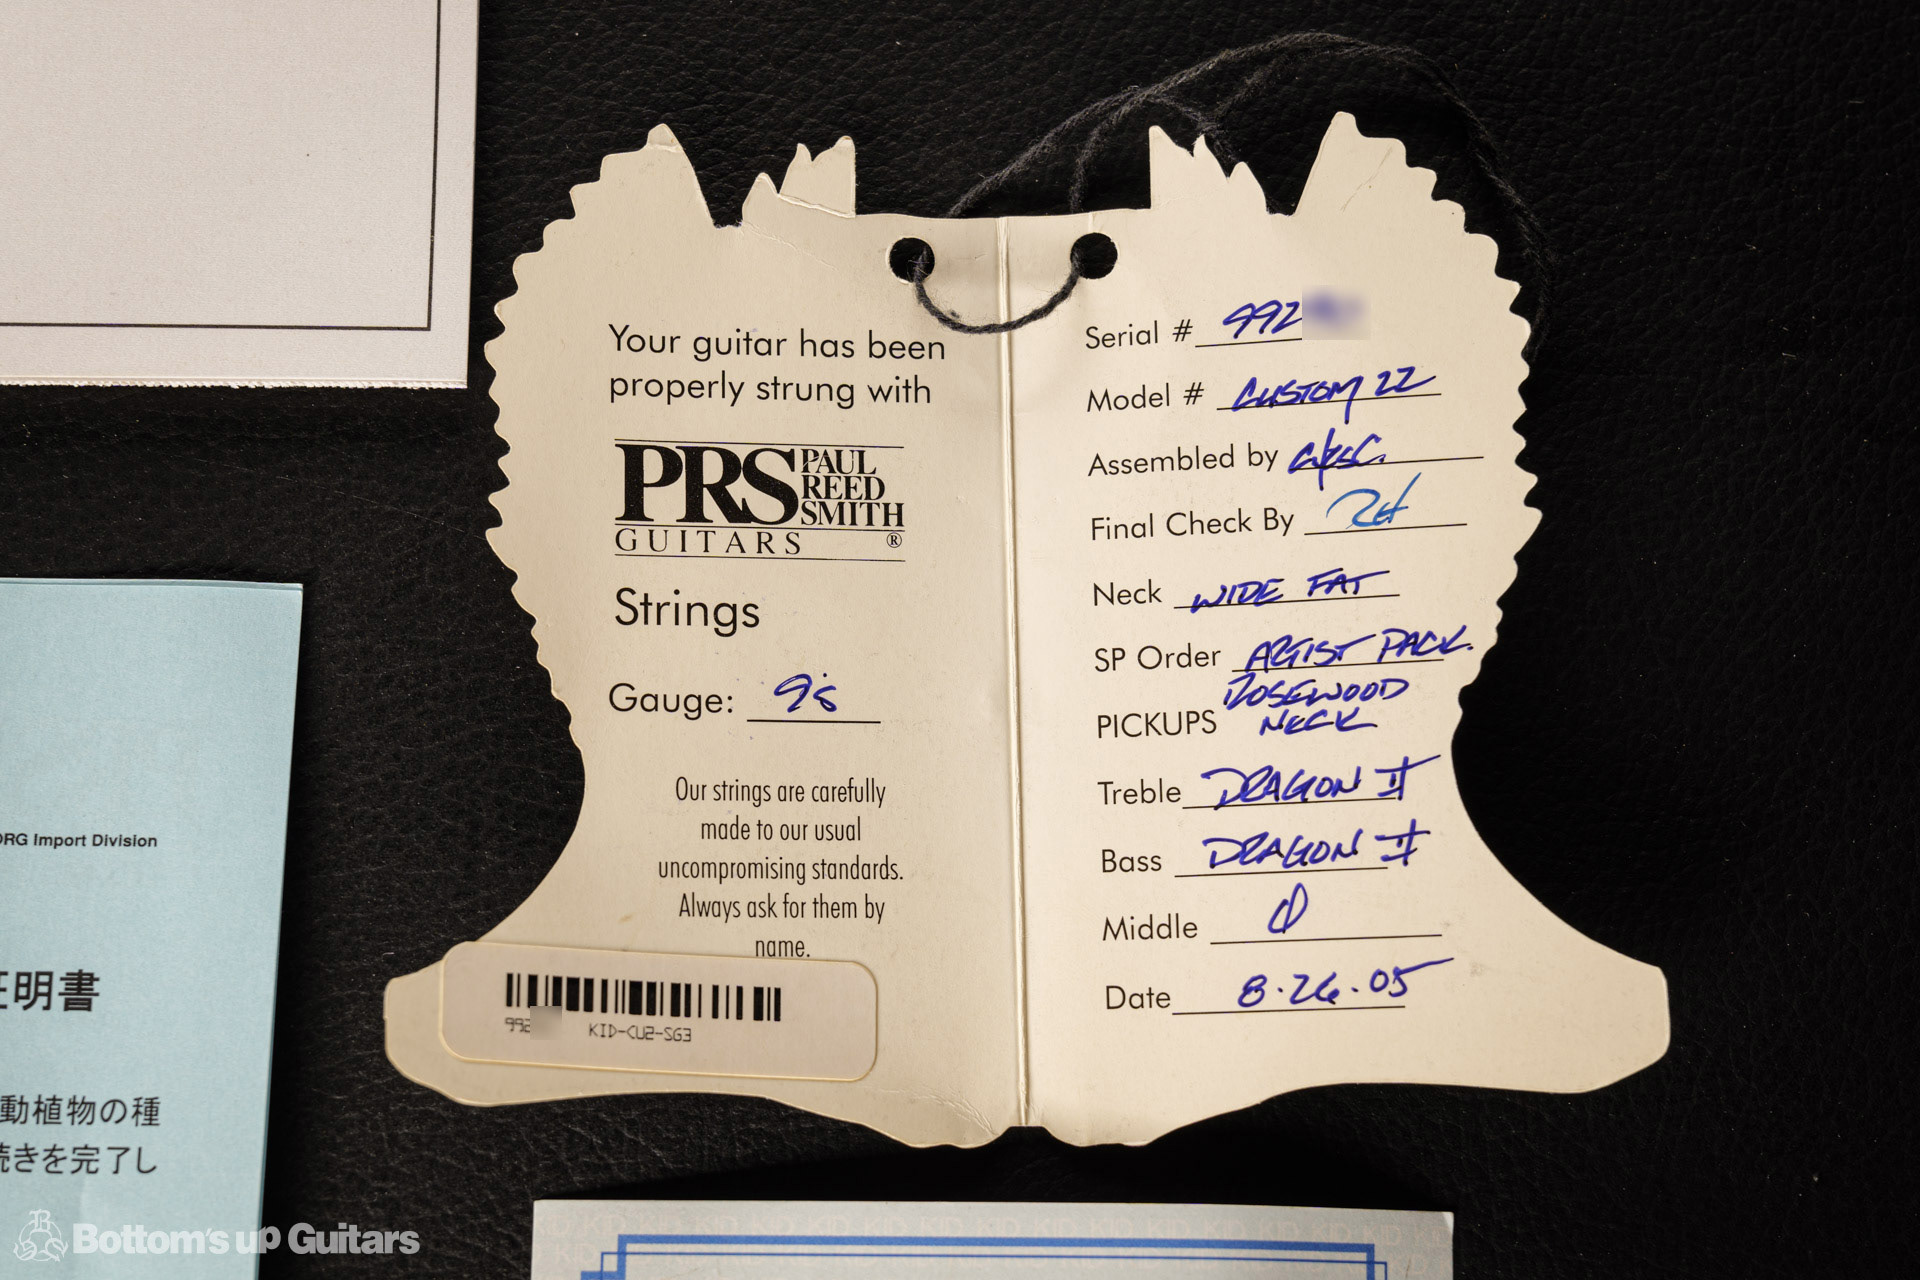 Your guitar has been
properly strung with
PRS PAUL
REED
SMITH
GUITARS ®
Strings
Gauge: 9's
Our strings are carefully
made to our usual
uncompromising standards.
Always ask for them by
name.
992
KID-CU2-SG3
Serial # 992
Model # CUSTOM 22
Assembled by
Final Check By
Neck WIDE FAT
SP Order ARTIST PACK.
ROSEWOOD
PICKUPS NECK
Treble DRAGON II
Bass DRAGON II
Middle
Date 8.26.05
ORG Import Division
証明書
動植物の種
続きを完了し
Bottom's up Guitars